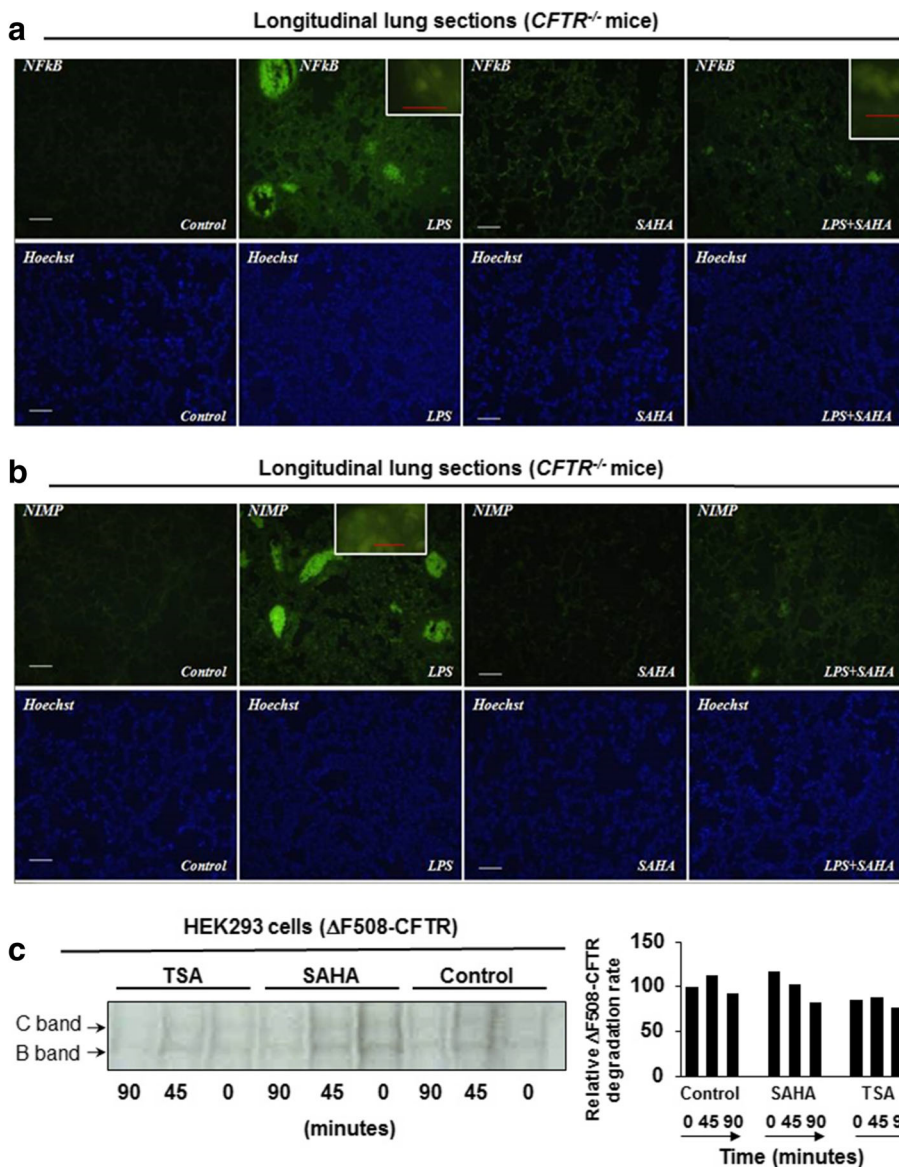 a
Longitudinal lung sections (CFTR-/- mice)
NFkB NFkB NFkB NFkB
Control LPS SAHA LPS+SAHA
Hoechst Hoechst Hoechst Hoechst
Control LPS SAHA LPS+SAHA
b
Longitudinal lung sections (CFTR-/- mice)
NIMP NIMP NIMP NIMP
Control LPS SAHA LPS+SAHA
Hoechst Hoechst Hoechst Hoechst
Control LPS SAHA LPS+SAHA
c
HEK293 cells (ΔF508-CFTR)
TSA SAHA Control
C band
B band
90 45 0 90 45 0 90 45 0
(minutes)
Relative ΔF508-CFTR
degradation rate
150
100
50
0
Control SAHA TSA
0 45 90 0 45 90 0 45 9
Time (minutes)